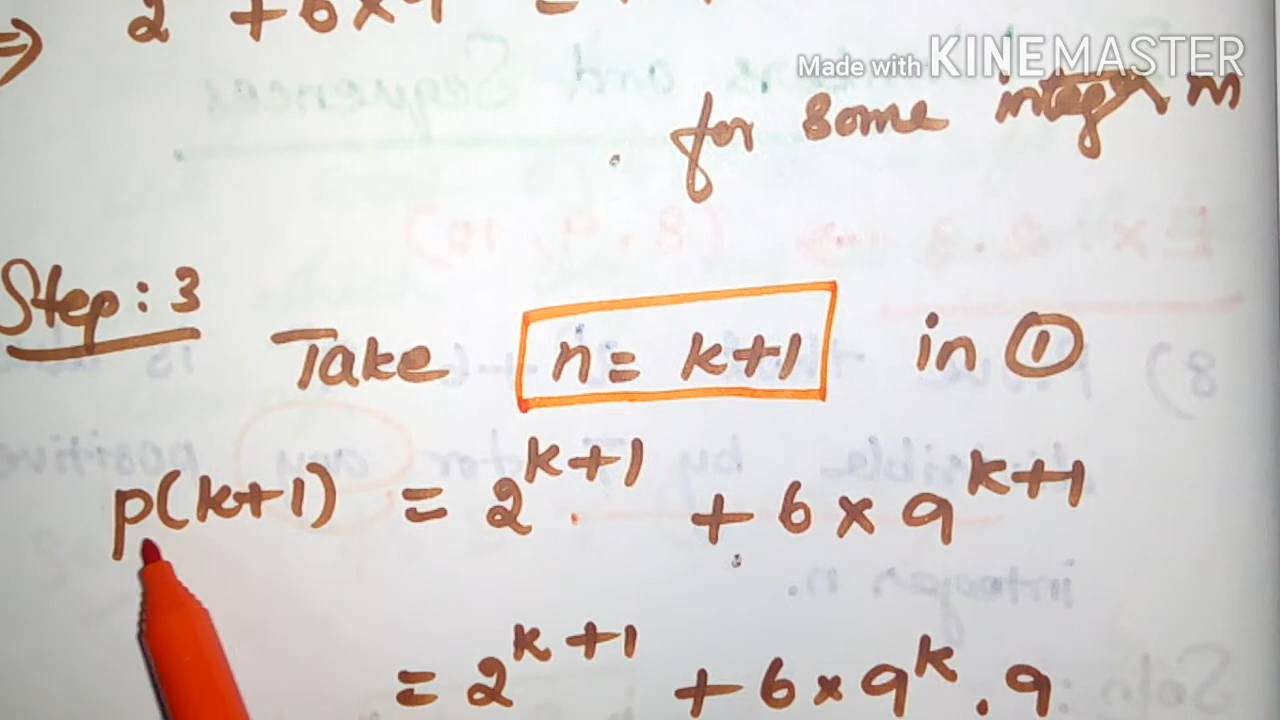 ⇒ 2 + 6 × 9 =
Made with KINEMASTER
for some integer m
Step: 3
Take n = k+1 in ①
p(k+1) = 2^{k+1} + 6 × 9^{k+1}
= 2^{k+1} + 6 × 9^k . 9